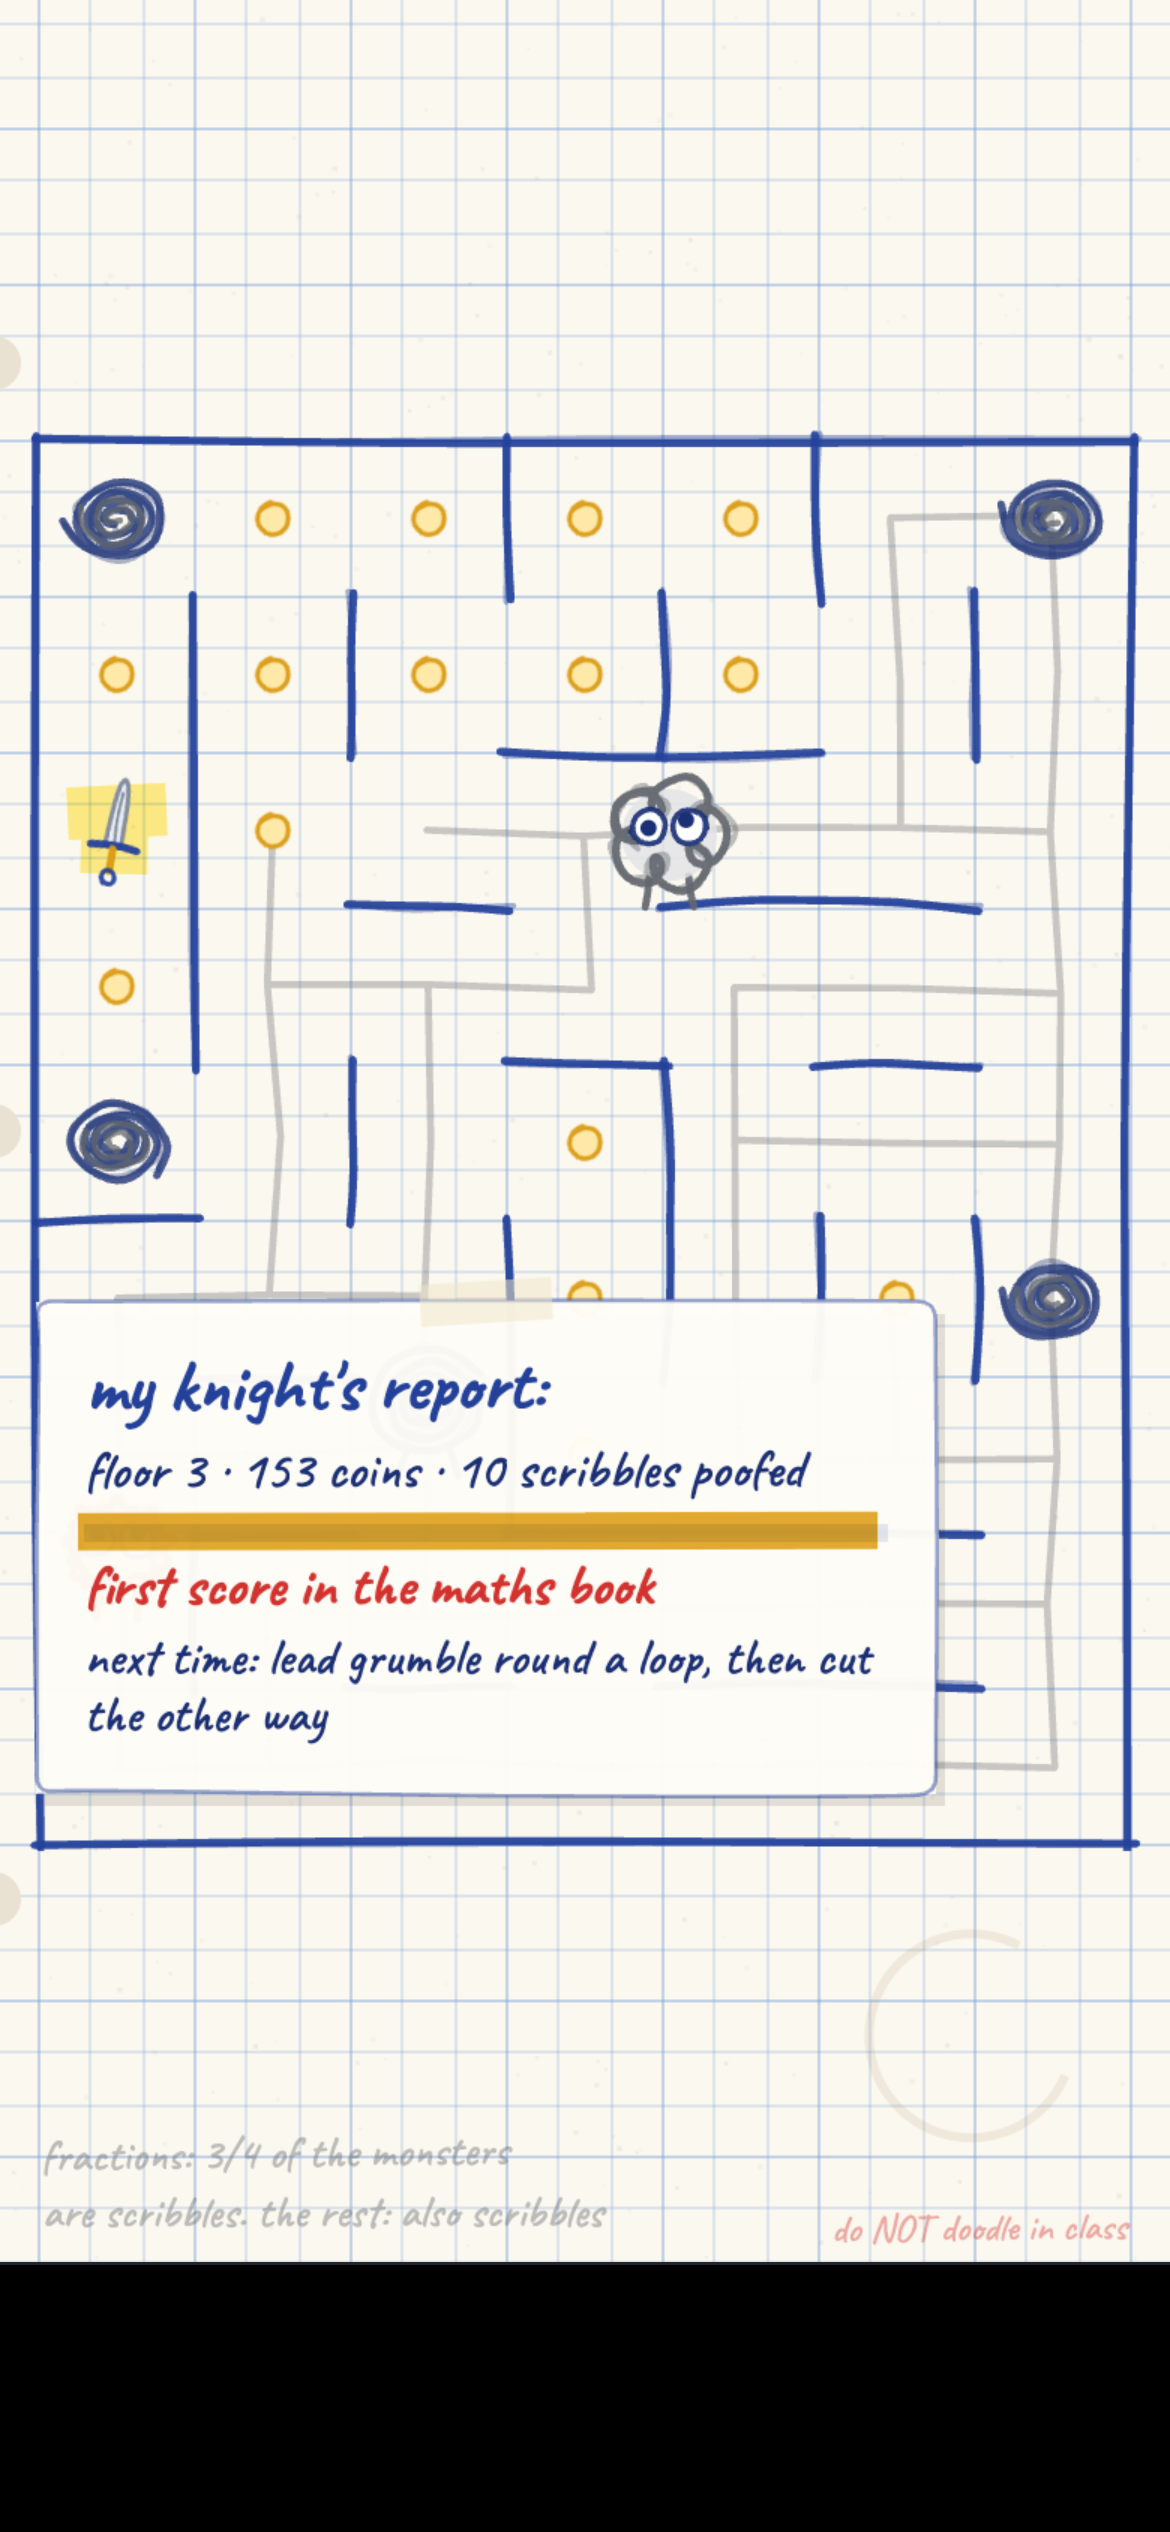 my knight's report:
floor 3 · 153 coins · 10 scribbles poofed
first score in the maths book
next time: lead grumble round a loop, then cut
the other way
fractions: 3/4 of the monsters
are scribbles. the rest: also scribbles
do NOT doodle in class